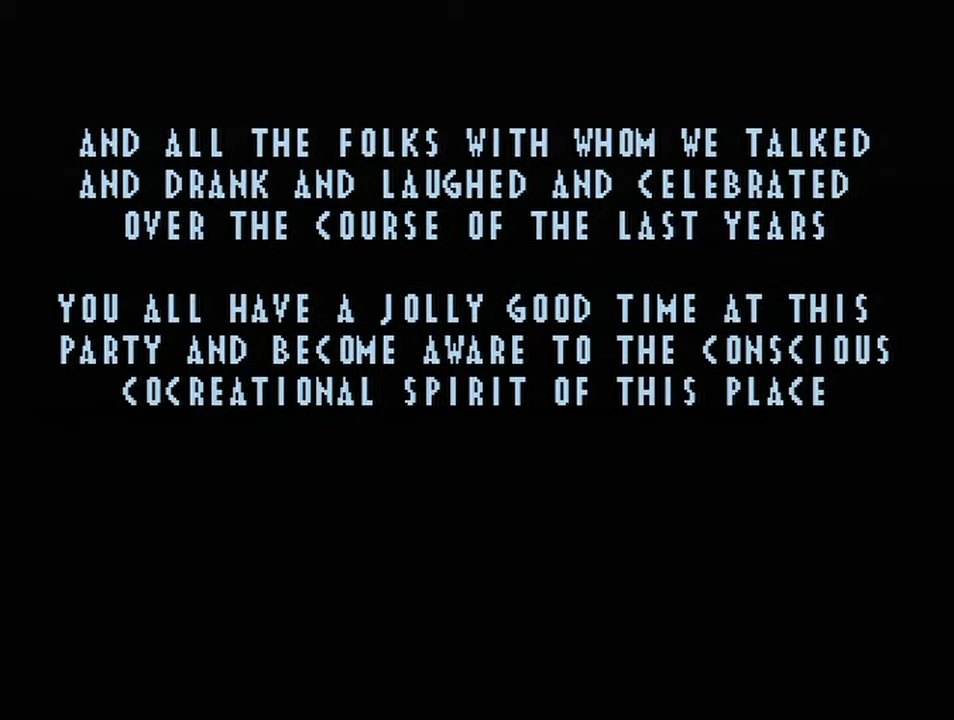 AND ALL THE FOLKS WITH WHOM WE TALKED
AND DRANK AND LAUGHED AND CELEBRATED
OVER THE COURSE OF THE LAST YEARS
YOU ALL HAVE A JOLLY GOOD TIME AT THIS
PARTY AND BECOME AWARE TO THE CONSCIOUS
COCREATIONAL SPIRIT OF THIS PLACE